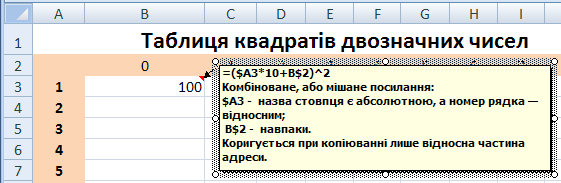 A B C D E F G H I
1 Таблиця квадратів двозначних чисел
2 0
3 1 100
4 2
5 3
6 4
7 5
=($A3*10+B$2)^2
Комбіноване, або мішане посилання:
$A3 - назва стовпця є абсолютною, а номер рядка —
відносним;
B$2 - навпаки.
Коригується при копіюванні лише відносна частина
адреси.